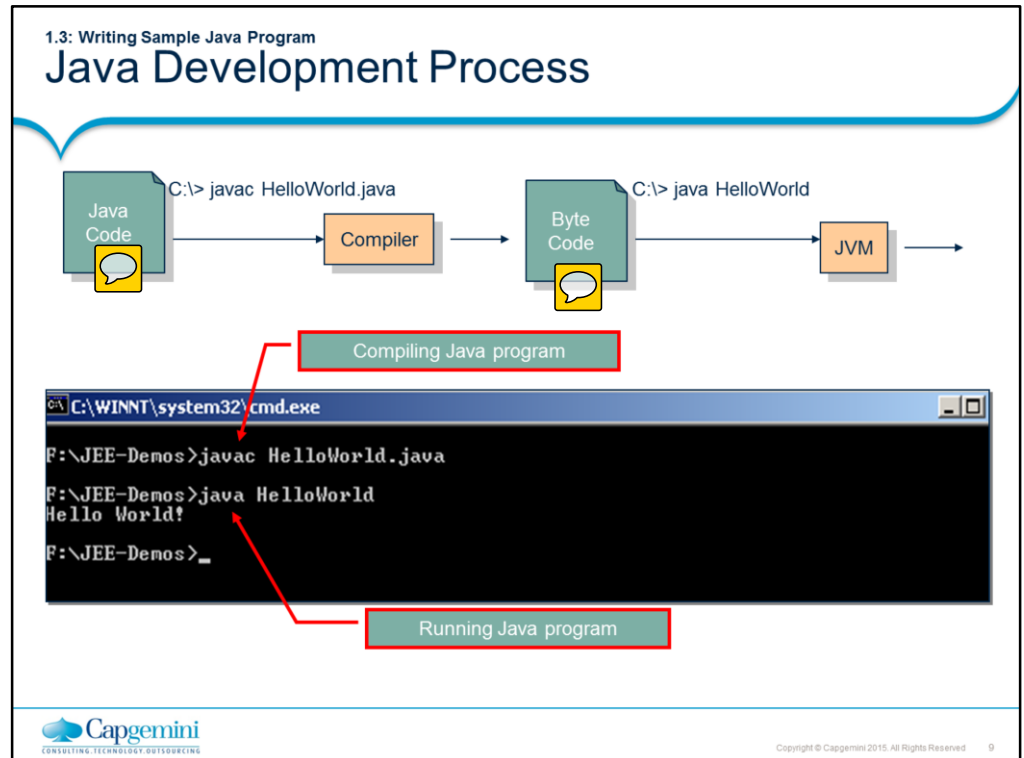 1.3: Writing Sample Java Program
Java Development Process
Java
Code
C:\> javac HelloWorld.java
Compiler
Byte
Code
C:\> java HelloWorld
JVM
Compiling Java program
C:\WINNT\system32\cmd.exe
F:\JEE-Demos>javac HelloWorld.java
F:\JEE-Demos>java HelloWorld
Hello World!
F:\JEE-Demos>_
Running Java program
Capgemini
CONSULTING.TECHNOLOGY.OUTSOURCING
Copyright © Capgemini 2015. All Rights Reserved 9